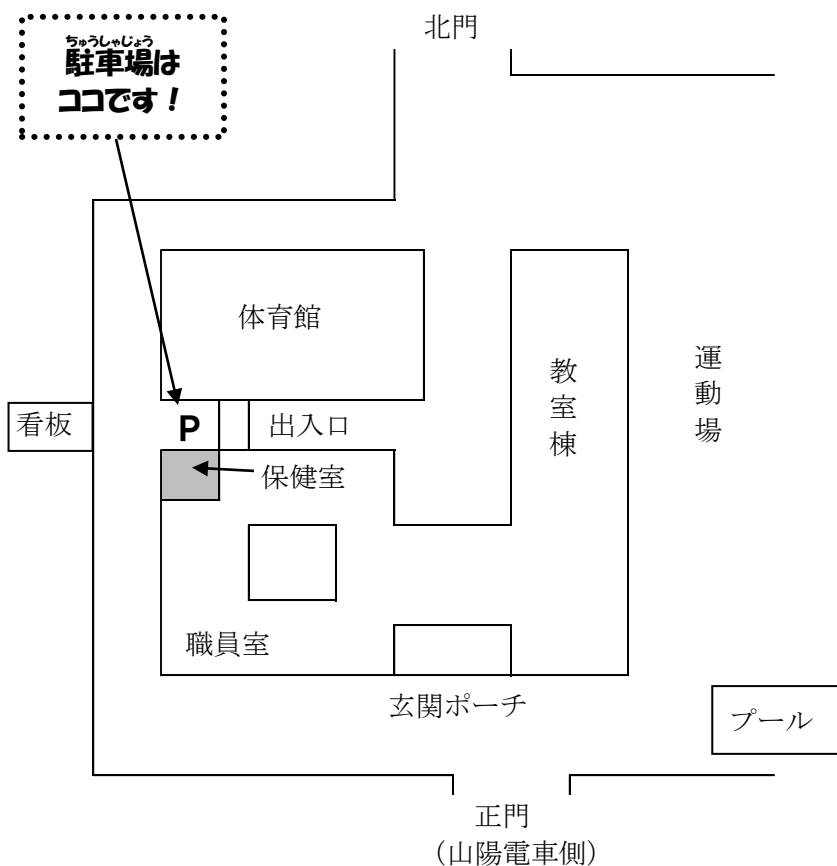 北門
ちゅうしゃじょう
駐車場は
ココです！
体育館
教室棟
運動場
看板
P
出入口
保健室
職員室
玄関ポーチ
プール
正門
（山陽電車側）